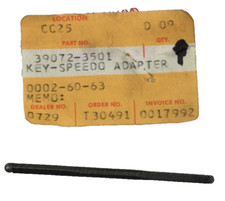 LOCATION
CC25 D 09
PART NO. QTY.
39072-3501
KEY-SPEEDO ADAPTER
0002-60-63
MEMO:
DEALER NO. ORDER NO. INVOICE NO.
0729 T30491 0017992